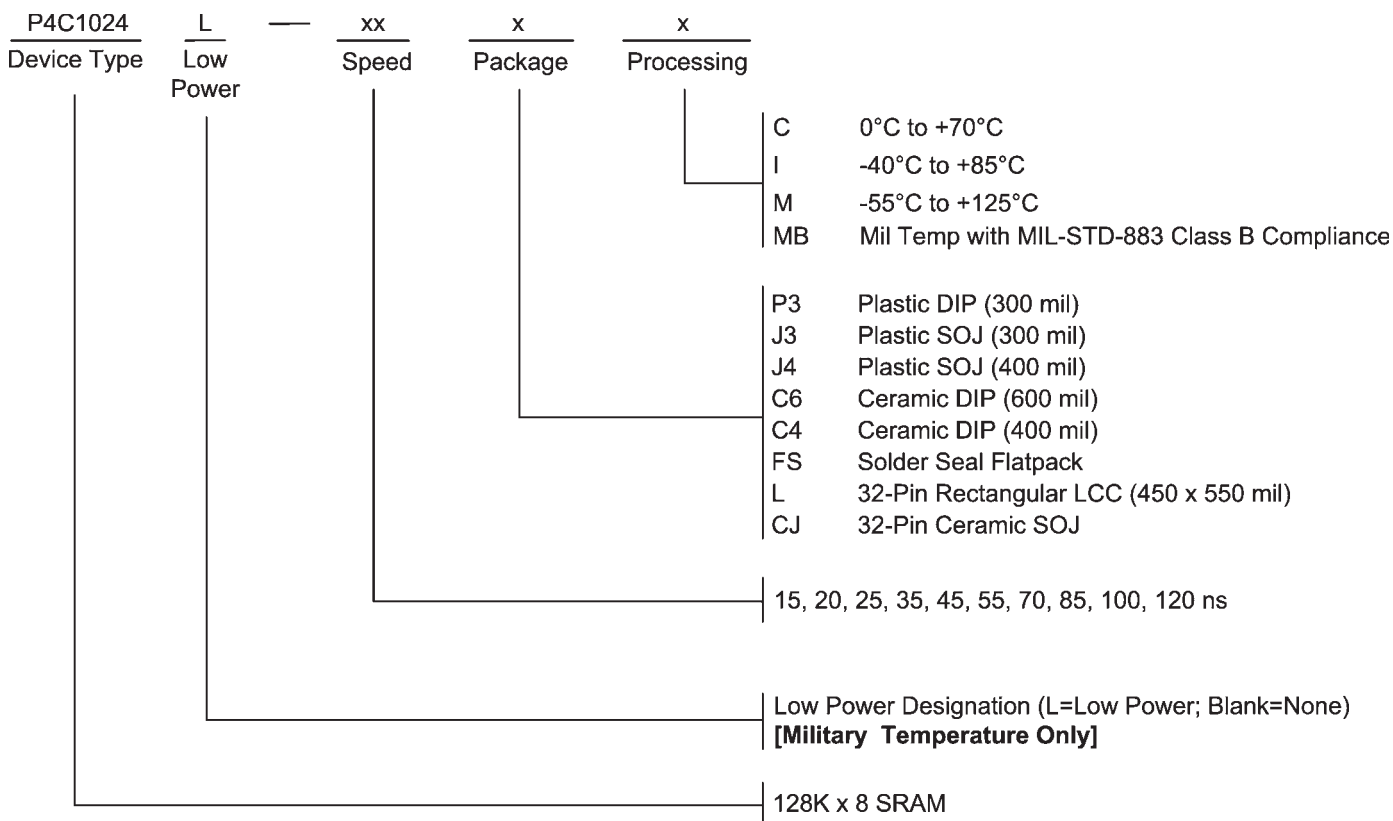 P4C1024 L — xx x x
Device Type Low Power Speed Package Processing
C 0°C to +70°C
I -40°C to +85°C
M -55°C to +125°C
MB Mil Temp with MIL-STD-883 Class B Compliance
P3 Plastic DIP (300 mil)
J3 Plastic SOJ (300 mil)
J4 Plastic SOJ (400 mil)
C6 Ceramic DIP (600 mil)
C4 Ceramic DIP (400 mil)
FS Solder Seal Flatpack
L 32-Pin Rectangular LCC (450 x 550 mil)
CJ 32-Pin Ceramic SOJ
15, 20, 25, 35, 45, 55, 70, 85, 100, 120 ns
Low Power Designation (L=Low Power; Blank=None)
[Military Temperature Only]
128K x 8 SRAM